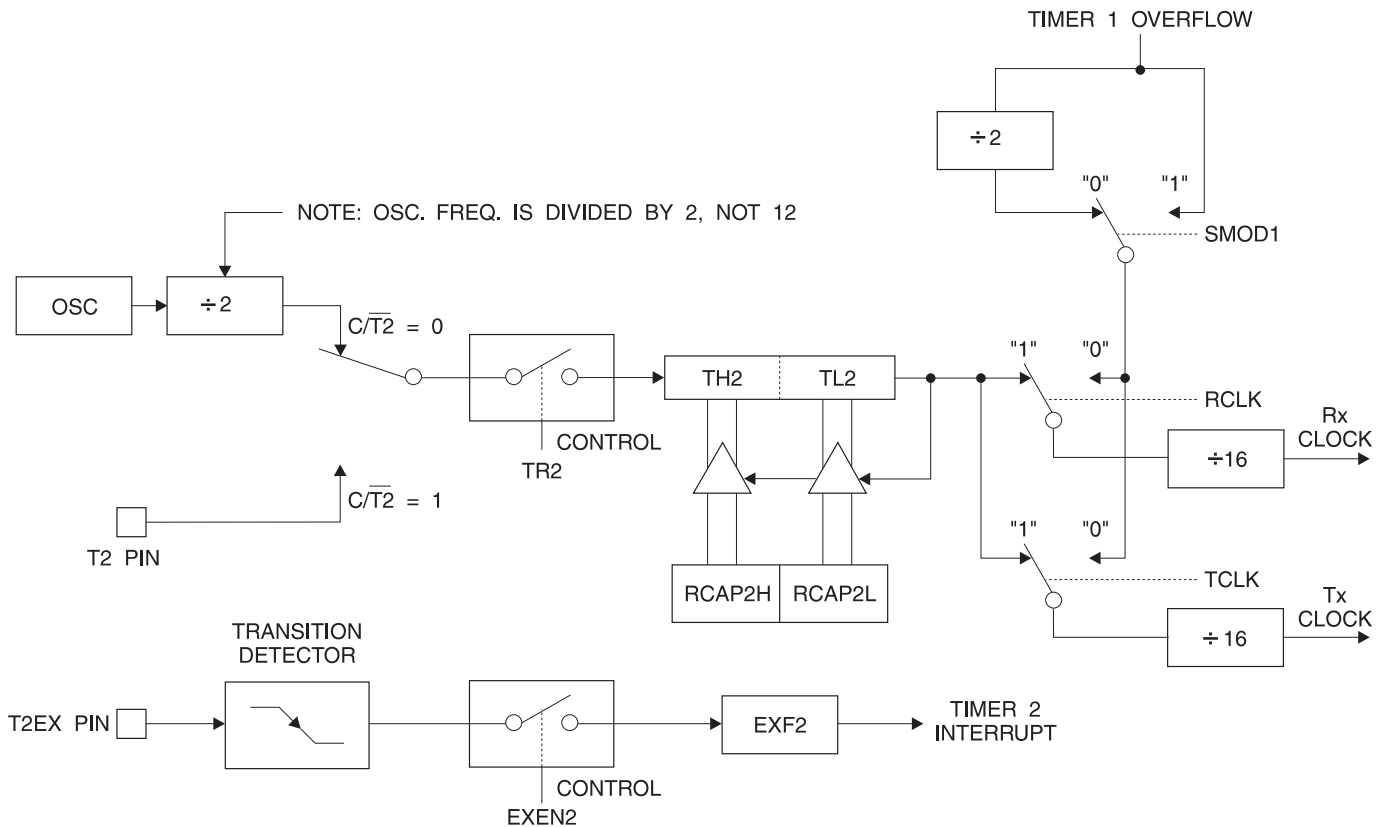 TIMER 1 OVERFLOW
÷2
"0" "1"
SMOD1
NOTE: OSC. FREQ. IS DIVIDED BY 2, NOT 12
OSC
÷2
C/T2̅ = 0
TH2 TL2
"1" "0"
RCLK
Rx
CLOCK
÷16
CONTROL
TR2
C/T2̅ = 1
T2 PIN
RCAP2H RCAP2L
"1" "0"
TCLK
Tx
CLOCK
÷16
TRANSITION
DETECTOR
T2EX PIN
EXF2
TIMER 2
INTERRUPT
CONTROL
EXEN2